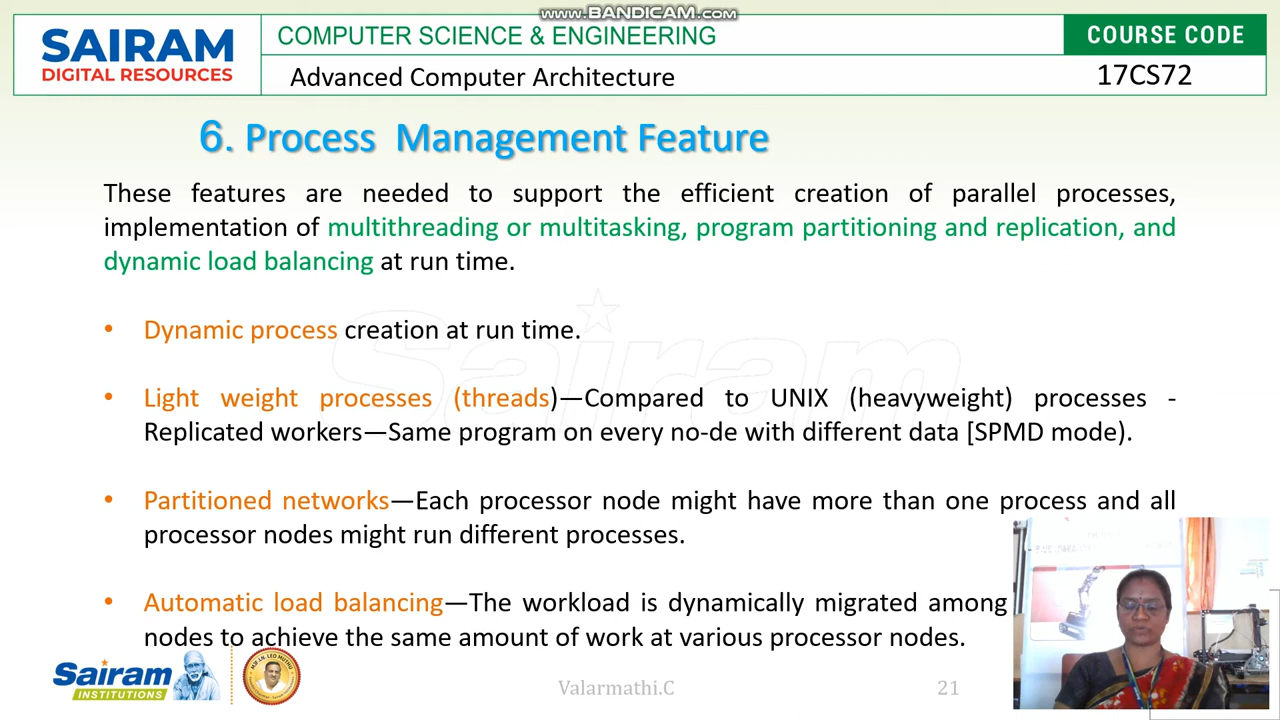 www.BANDICAM.com
SAIRAM
DIGITAL RESOURCES
COMPUTER SCIENCE & ENGINEERING
COURSE CODE
Advanced Computer Architecture
17CS72
6. Process Management Feature
These features are needed to support the efficient creation of parallel processes,
implementation of multithreading or multitasking, program partitioning and replication, and
dynamic load balancing at run time.
• Dynamic process creation at run time.
• Light weight processes (threads)—Compared to UNIX (heavyweight) processes -
Replicated workers—Same program on every no-de with different data [SPMD mode).
• Partitioned networks—Each processor node might have more than one process and all
processor nodes might run different processes.
• Automatic load balancing—The workload is dynamically migrated among
nodes to achieve the same amount of work at various processor nodes.
Sairam
INSTITUTIONS
Valarmathi.C
21